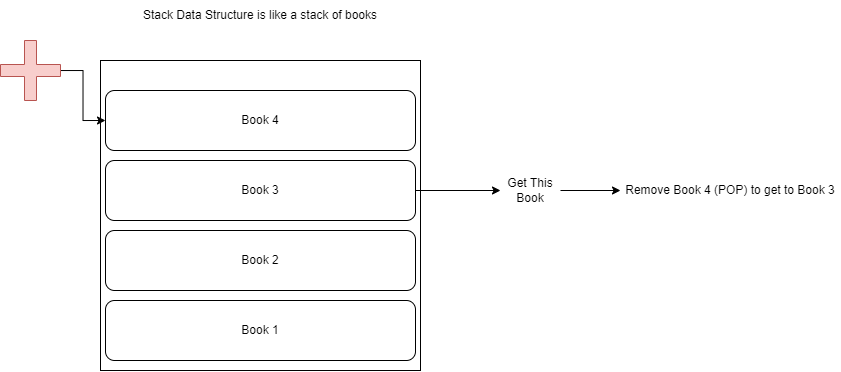 Stack Data Structure is like a stack of books
Book 4
Book 3
Get This
Book
Remove Book 4 (POP) to get to Book 3
Book 2
Book 1